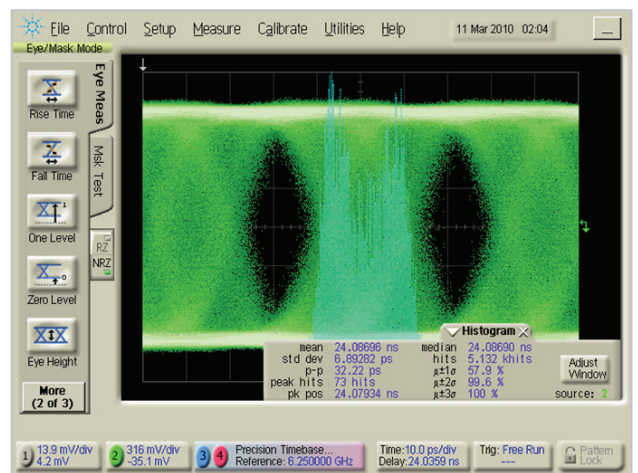 File Control Setup Measure Calibrate Utilities Help 11 Mar 2010 02:04
Eye/Mask Mode
Eye Meas
Msk Test
Rise Time
Fall Time
One Level
RZ
NRZ
Zero Level
Eye Height
More
(2 of 3)
Histogram
mean 24.08696 ns median 24.08690 ns
std dev 6.89282 ps hits 5.132 khits
p-p 32.22 ps μ±1σ 57.9 %
peak hits 73 hits μ±2σ 99.6 %
pk pos 24.07934 ns μ±3σ 100 %
Adjust
Window
source: 2
1 13.9 mV/div
4.2 mV
2 316 mV/div
-35.1 mV
3 4 Precision Timebase...
Reference: 6.250000 GHz
Time:10.0 ps/div
Delay:24.0359 ns
Trig: Free Run
---
Pattern
Lock